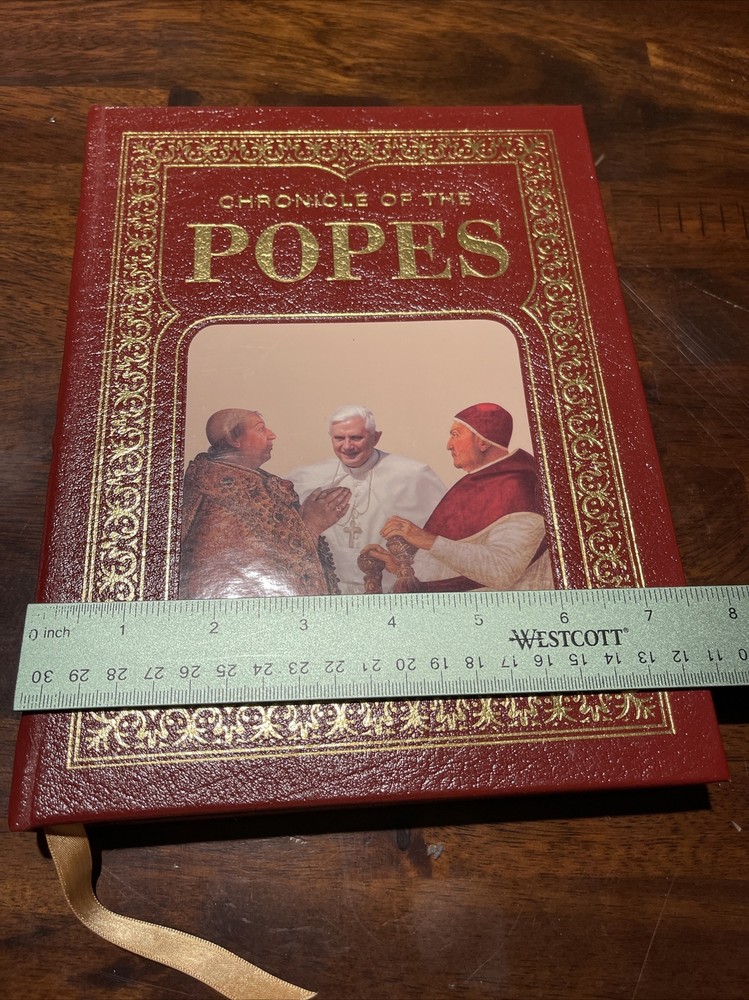 CHRONICLE OF THE
POPES
0 inch 1 2 3 4 5 6 7 8
WESTCOTT®
30 29 28 27 26 25 24 23 22 21 20 19 18 17 16 15 14 13 12 11 0